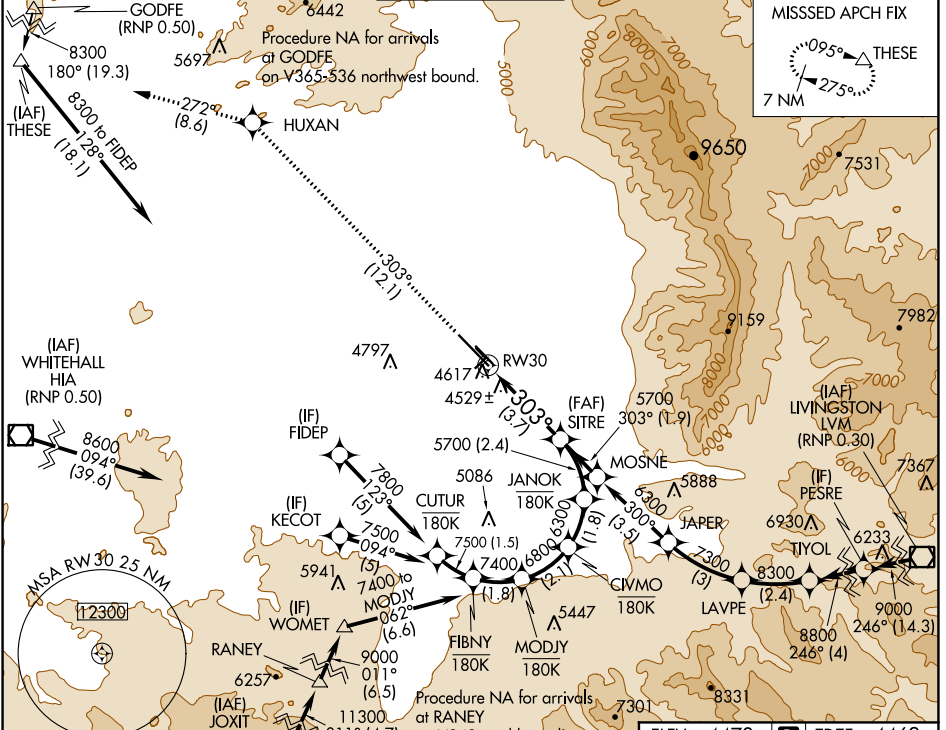 GODFE
(RNP 0.50)
6442
8300
180° (19.3)
5697
Procedure NA for arrivals
at GODFE
on V365-536 northwest bound.
MISSSED APCH FIX
095°
THESE
275°
7 NM
(IAF)
THESE
8300 to FIDEP
128°
(18.1)
272°
(8.6)
HUXAN
5000
6000
8000
7000
9000
9650
7000
7531
303°
(12.1)
9159
8000
7000
6000
7982
7000
6000
(IAF)
WHITEHALL
HIA
(RNP 0.50)
8600
094°
(39.6)
4797
4617
RW30
4529±
303°
(3.7)
(FAF)
SITRE
5700
303° (1.9)
(IAF)
LIVINGSTON
LVM
(RNP 0.30)
(IF)
FIDEP
5700 (2.4)
MOSNE
7800
123°
(5)
5086
JANOK
180K
6300
300°
(3.5)
5888
(IF)
PESRE
7367
(IF)
KECOT
CUTUR
180K
6300
(1.8)
JAPER
6930
6233
7500
094°
(5)
7500 (1.5)
7400
(1.8)
6800
(2.1)
7300
(3)
TIYOL
8300
(2.4)
5941
7400 to
MODJY
062°
(6.6)
CIVMO
180K
LAVPE
9000
246° (14.3)
8800
246° (4)
MSA RW30 25 NM
12300
(IF)
WOMET
5447
FIBNY
180K
MODJY
180K
RANEY
9000
011°
(6.5)
6257
(IAF)
JOXIT
11300
Procedure NA for arrivals
at RANEY
7301
8331